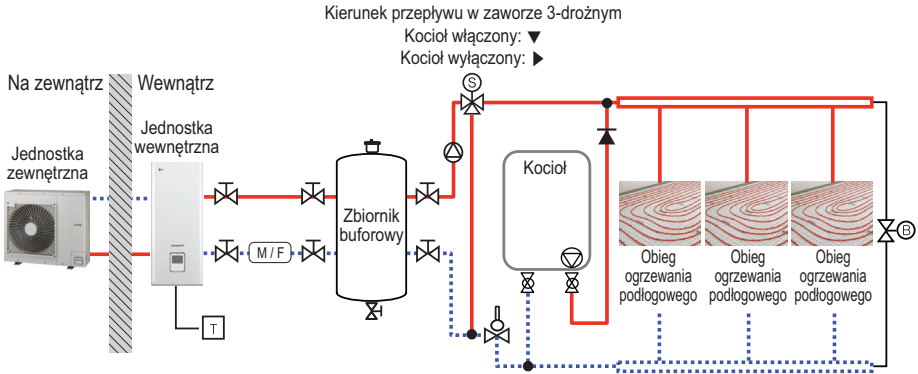 Kierunek przepływu w zaworze 3-drożnym
Kocioł włączony: ▼
Kocioł wyłączony: ▶
Na zewnątrz
Wewnątrz
Jednostka
zewnętrzna
Jednostka
wewnętrzna
Zbiornik
buforowy
Kocioł
S
M / F
T
B
Obieg
ogrzewania
podłogowego
Obieg
ogrzewania
podłogowego
Obieg
ogrzewania
podłogowego